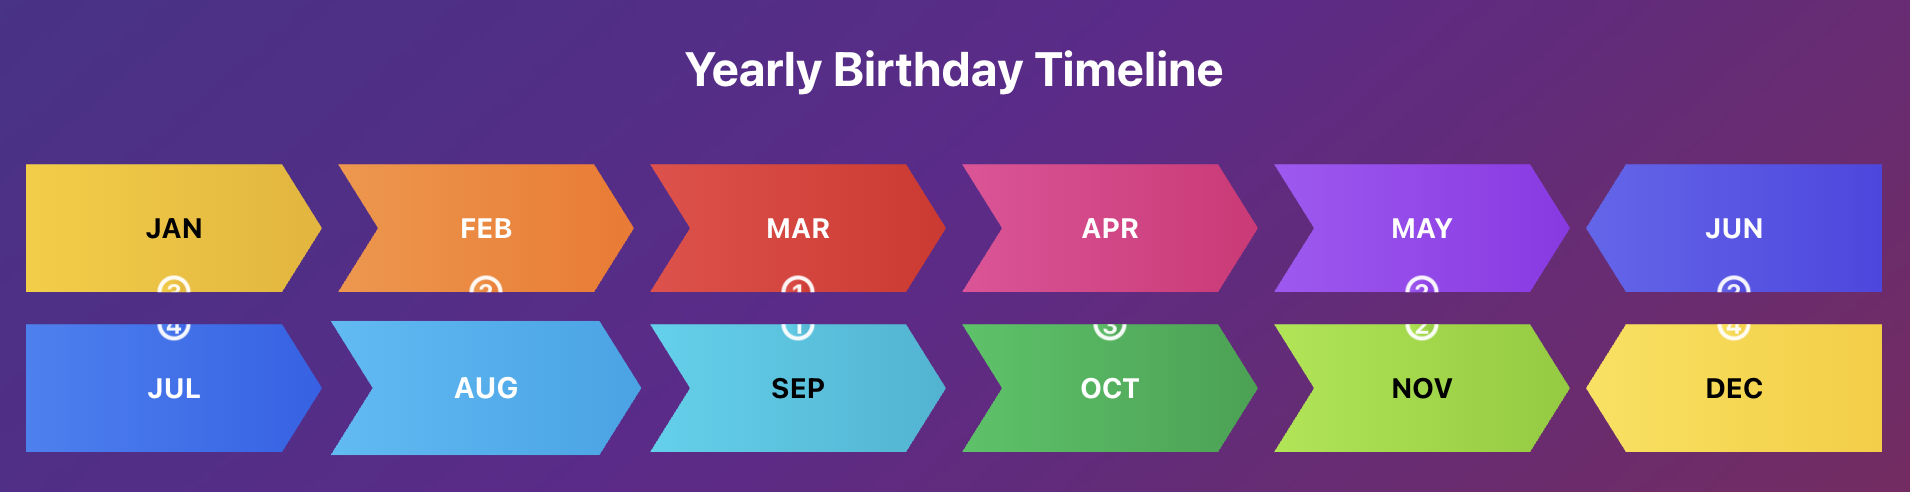 Yearly Birthday Timeline
JAN FEB MAR APR MAY JUN
①
④ ① ③ ② ④
JUL AUG SEP OCT NOV DEC